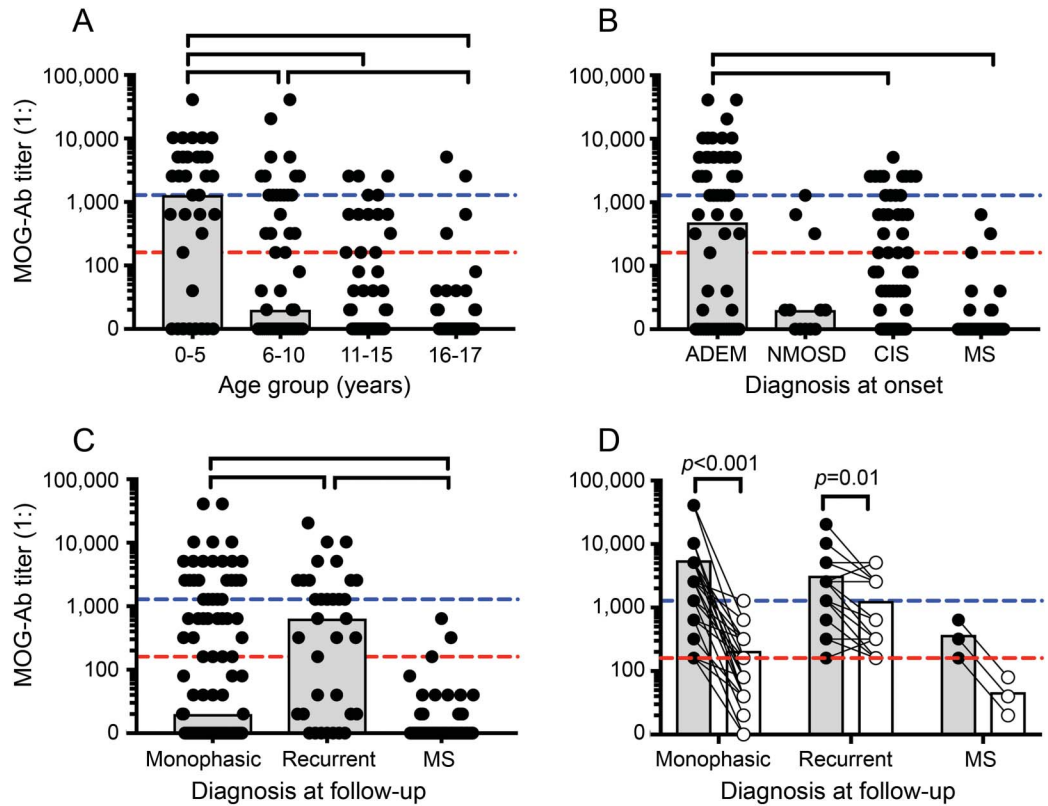 A
MOG-Ab titer (1:)
100,000
10,000
1,000
100
0
0-5 6-10 11-15 16-17
Age group (years)
B
100,000
10,000
1,000
100
0
ADEM NMOSD CIS MS
Diagnosis at onset
C
MOG-Ab titer (1:)
100,000
10,000
1,000
100
0
Monophasic Recurrent MS
Diagnosis at follow-up
D
p<0.001
p=0.01
100,000
10,000
1,000
100
0
Monophasic Recurrent MS
Diagnosis at follow-up